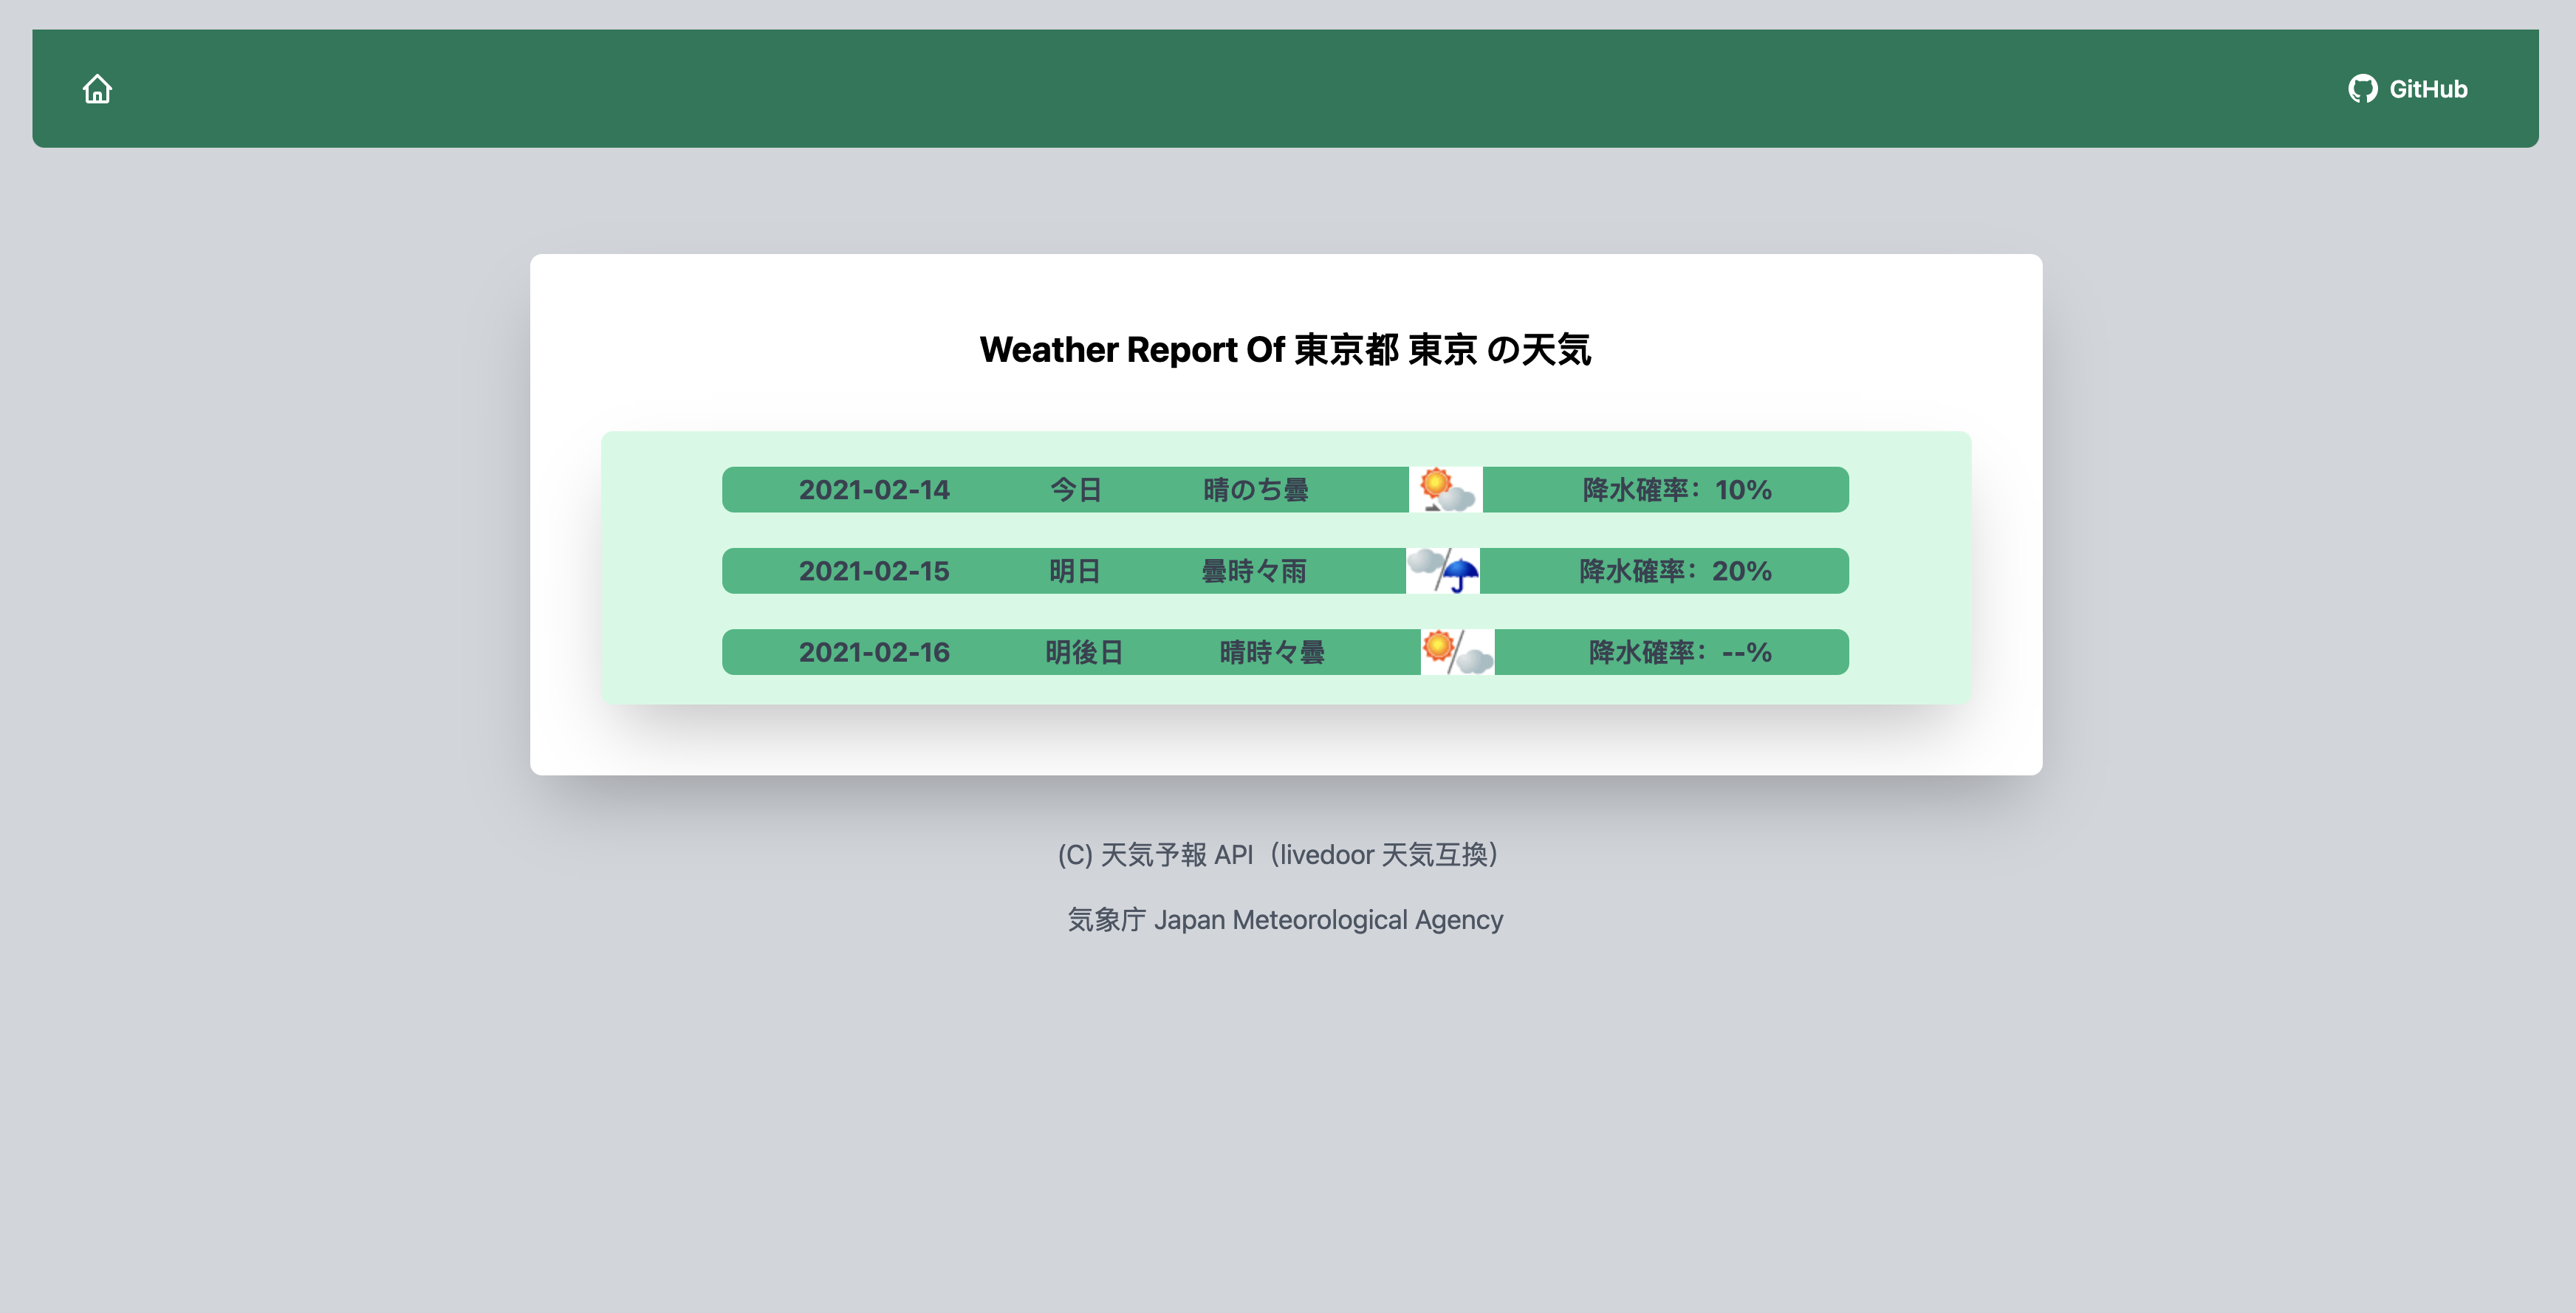 GitHub
Weather Report Of 東京都 東京 の天気
2021-02-14 今日 晴のち曇 降水確率：10%
2021-02-15 明日 曇時々雨 降水確率：20%
2021-02-16 明後日 晴時々曇 降水確率：--%
(C) 天気予報 API（livedoor 天気互換）
気象庁 Japan Meteorological Agency